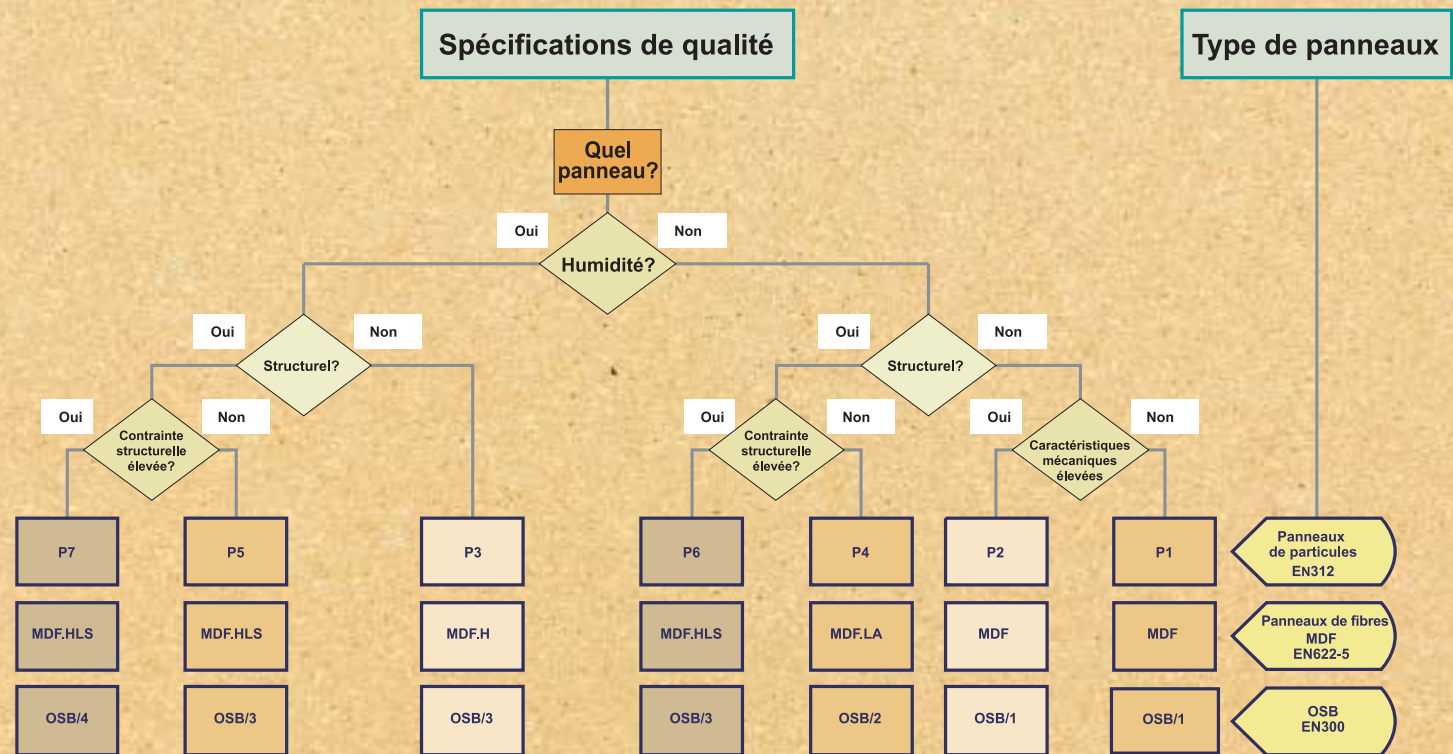 Spécifications de qualité
Type de panneaux
Quel
panneau?
Oui
Non
Humidité?
Oui
Non
Structurel?
Oui
Non
Structurel?
Oui
Non
Contrainte
structurelle
élevée?
Oui
Non
Contrainte
structurelle
élevée?
Oui
Non
Caractéristiques
mécaniques
élevées
P7
P5
P3
P6
P4
P2
P1
Panneaux
de particules
EN312
MDF.HLS
MDF.HLS
MDF.H
MDF.HLS
MDF.LA
MDF
MDF
Panneaux de fibres
MDF
EN622-5
OSB/4
OSB/3
OSB/3
OSB/3
OSB/2
OSB/1
OSB/1
OSB
EN300